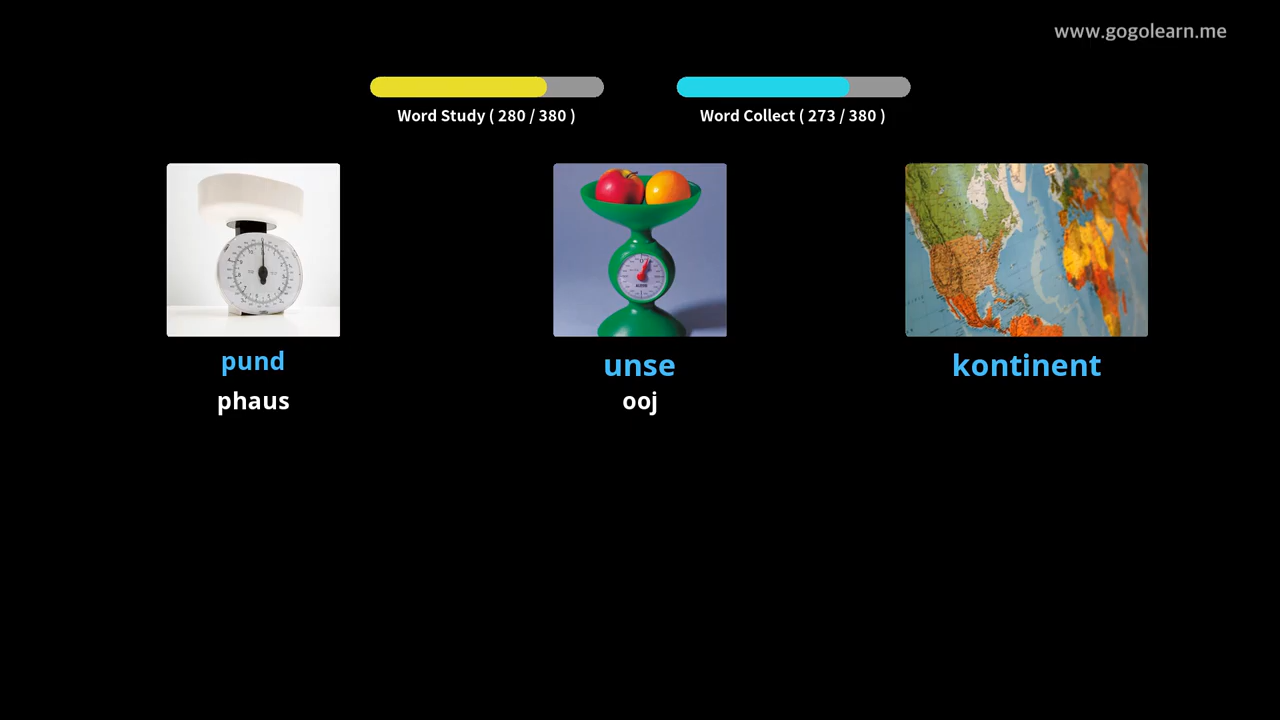 www.gogolearn.me
Word Study ( 280 / 380 )
Word Collect ( 273 / 380 )
pund
unse
kontinent
phaus
ooj